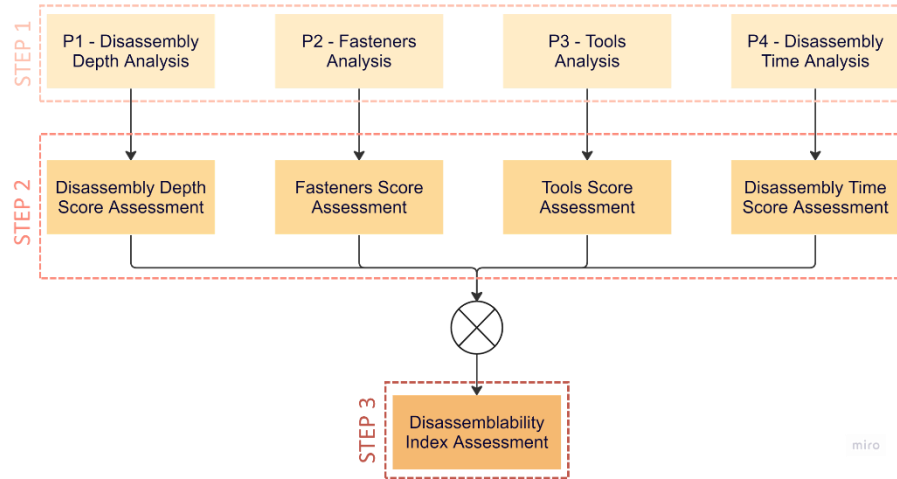 STEP 1
P1 - Disassembly
Depth Analysis
P2 - Fasteners
Analysis
P3 - Tools
Analysis
P4 - Disassembly
Time Analysis
STEP 2
Disassembly Depth
Score Assessment
Fasteners Score
Assessment
Tools Score
Assessment
Disassembly Time
Score Assessment
STEP 3
Disassemblability
Index Assessment
miro